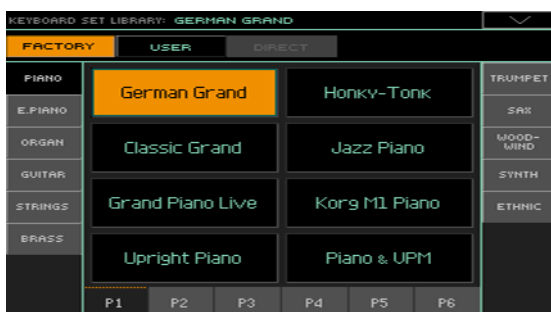 KEYBOARD SET LIBRARY: GERMAN GRAND
FACTORY USER DIRECT
PIANO
E.PIANO
ORGAN
GUITAR
STRINGS
BRASS
German Grand Honky-Tonk
Classic Grand Jazz Piano
Grand Piano Live Korg M1 Piano
Upright Piano Piano & UPM
TRUMPET
SAX
WOOD-
WIND
SYNTH
ETHNIC
P1 P2 P3 P4 P5 P6